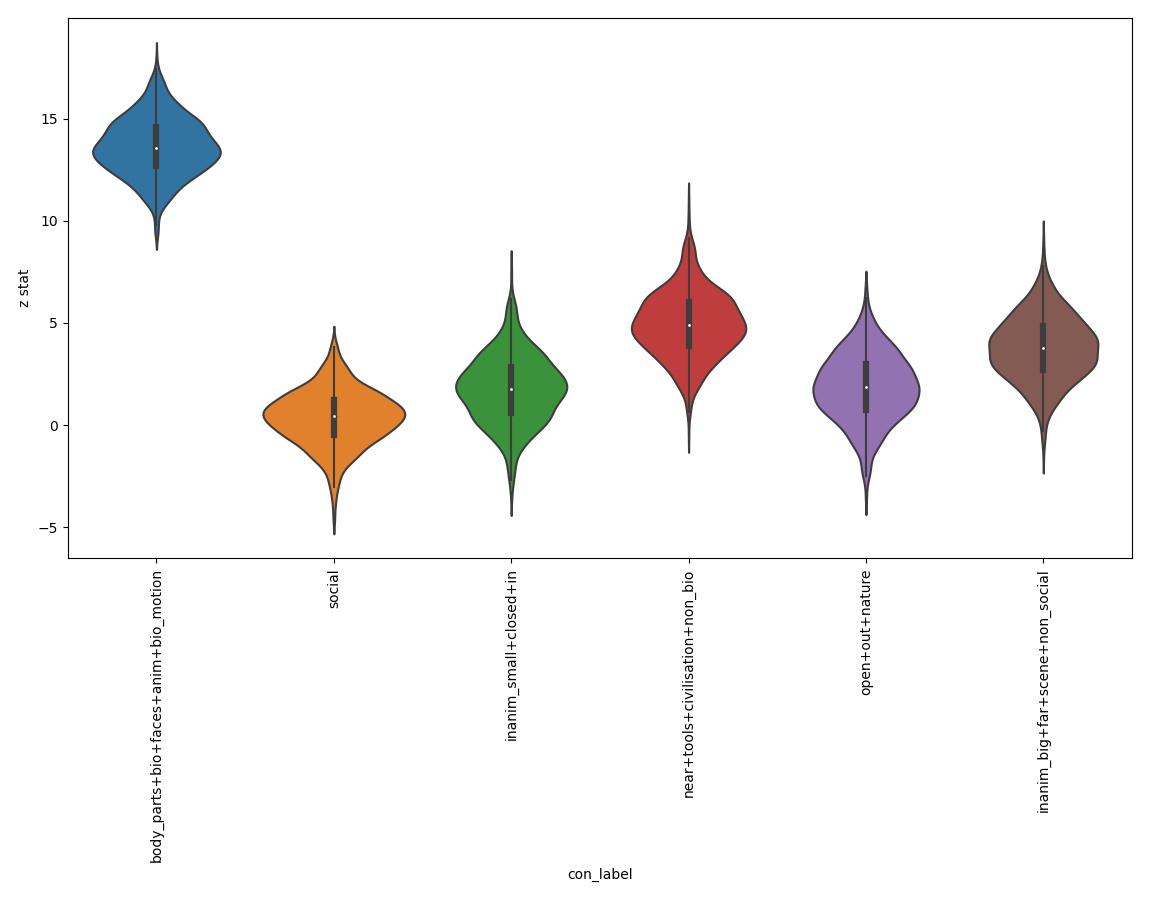 z stat
15
10
5
0
−5
body_parts+bio+faces+anim+bio_motion
social
inanim_small+closed+in
near+tools+civilisation+non_bio
open+out+nature
inanim_big+far+scene+non_social
con_label